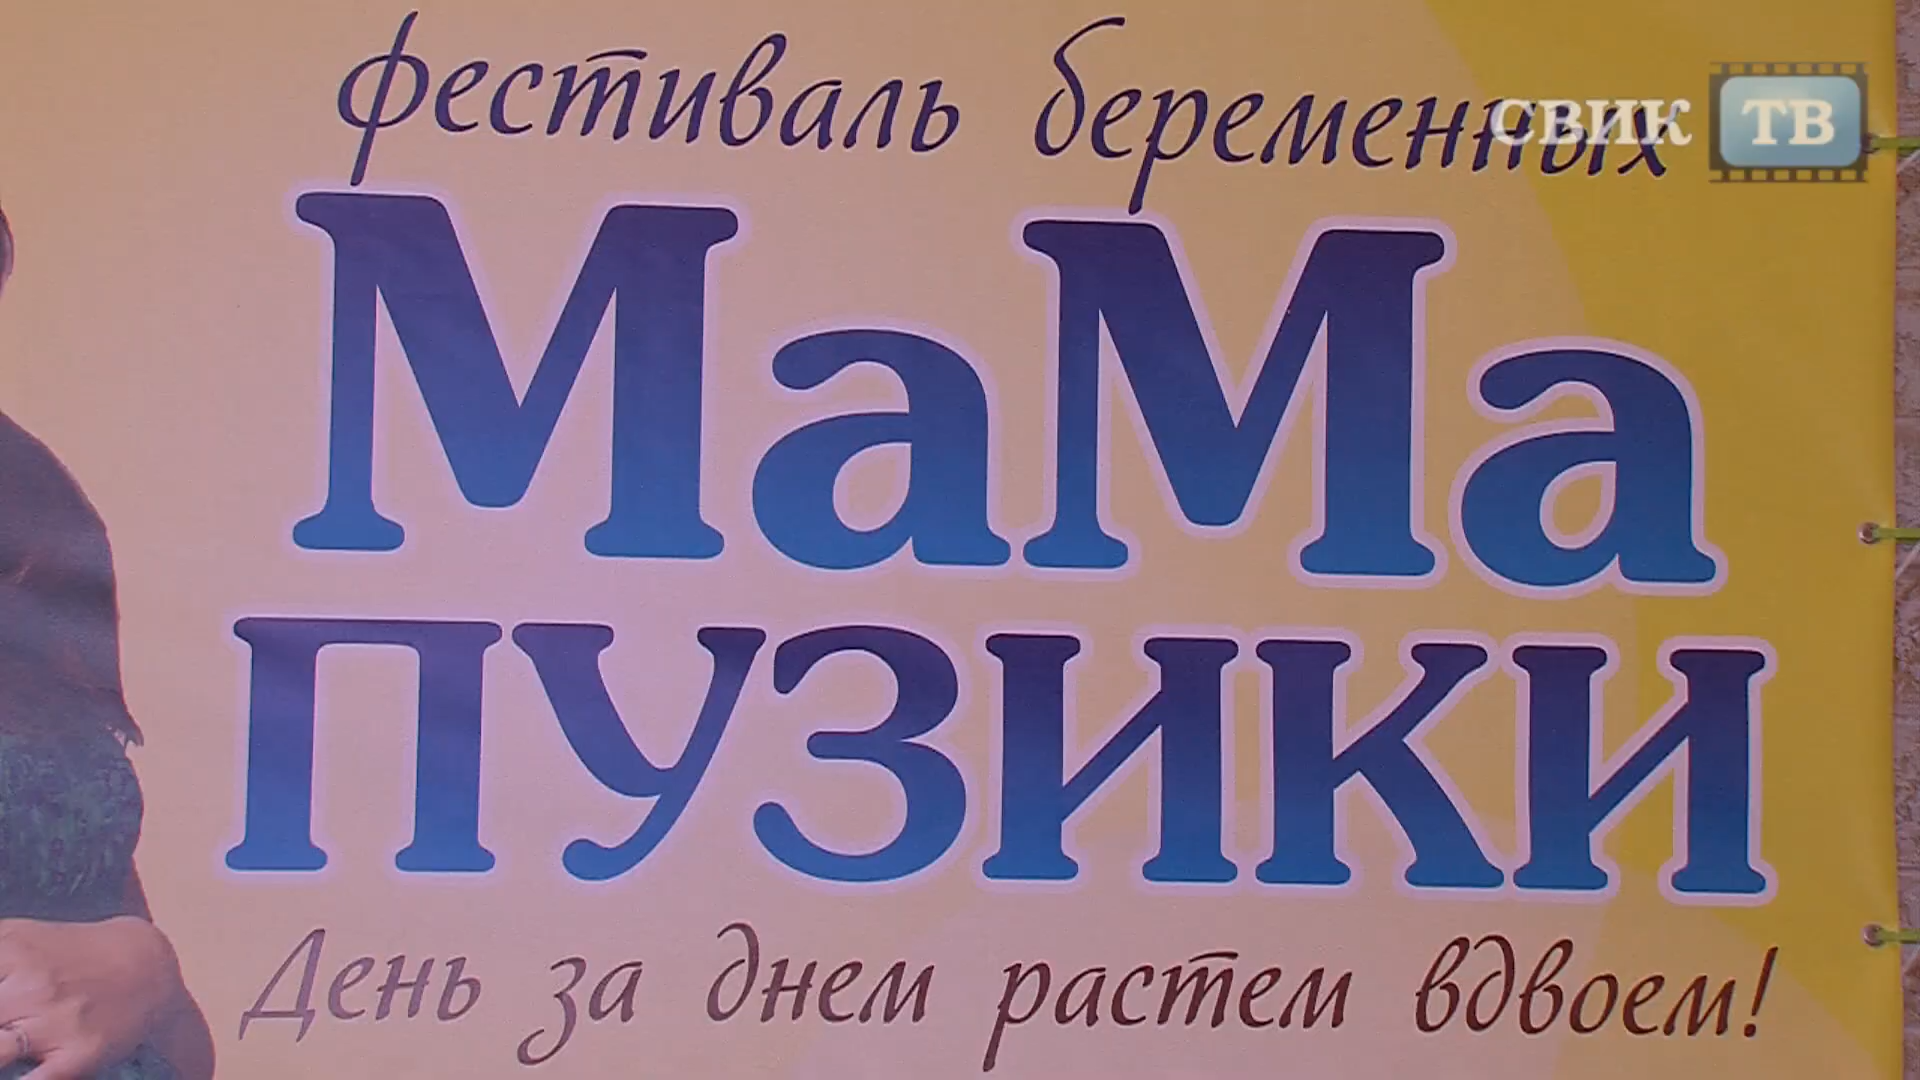 фестиваль беременных
СВИК ТВ
МаМа
пузики
День за днем растем вдвоем!